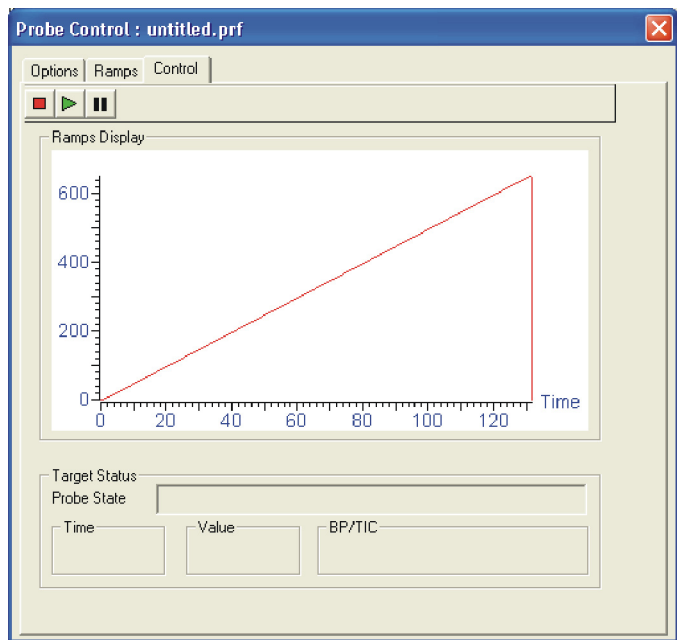 Probe Control : untitled.prf
Options Ramps Control
Ramps Display
600
400
200
0
0 20 40 60 80 100 120 Time
Target Status
Probe State
Time Value BP/TIC